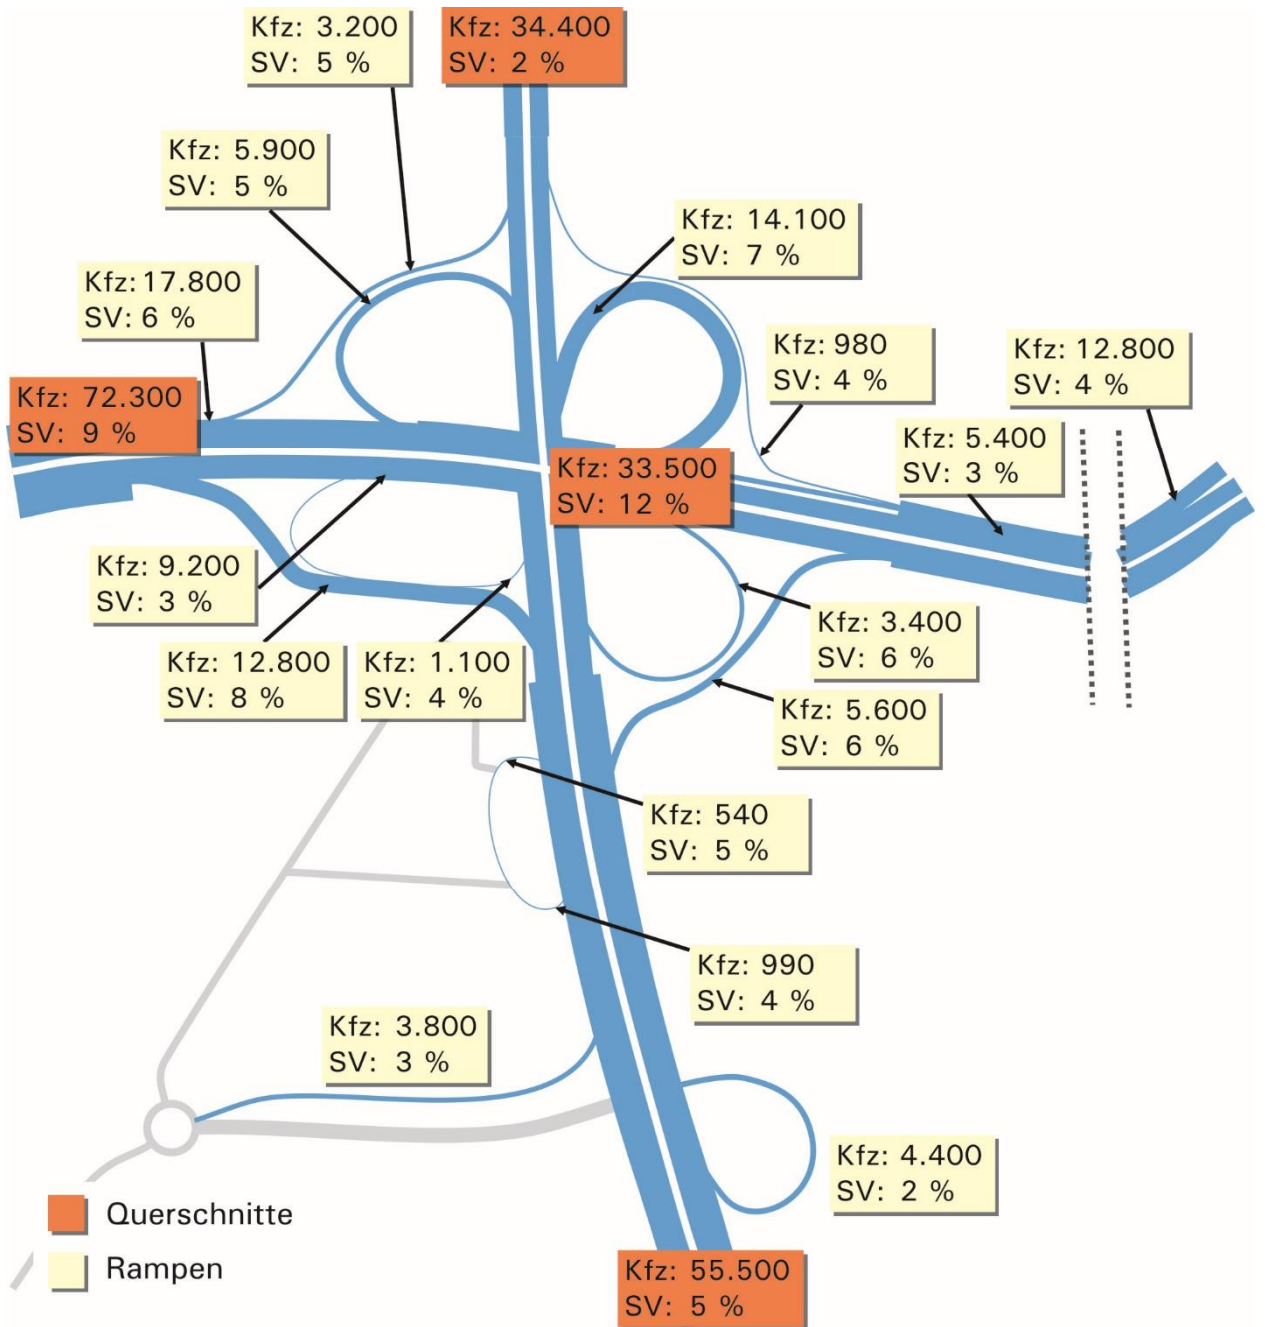 Kfz: 3.200
SV: 5 %
Kfz: 34.400
SV: 2 %
Kfz: 5.900
SV: 5 %
Kfz: 14.100
SV: 7 %
Kfz: 17.800
SV: 6 %
Kfz: 980
SV: 4 %
Kfz: 12.800
SV: 4 %
Kfz: 72.300
SV: 9 %
Kfz: 5.400
SV: 3 %
Kfz: 33.500
SV: 12 %
Kfz: 9.200
SV: 3 %
Kfz: 3.400
SV: 6 %
Kfz: 12.800
SV: 8 %
Kfz: 1.100
SV: 4 %
Kfz: 5.600
SV: 6 %
Kfz: 540
SV: 5 %
Kfz: 990
SV: 4 %
Kfz: 3.800
SV: 3 %
Kfz: 4.400
SV: 2 %
Querschnitte
Rampen
Kfz: 55.500
SV: 5 %